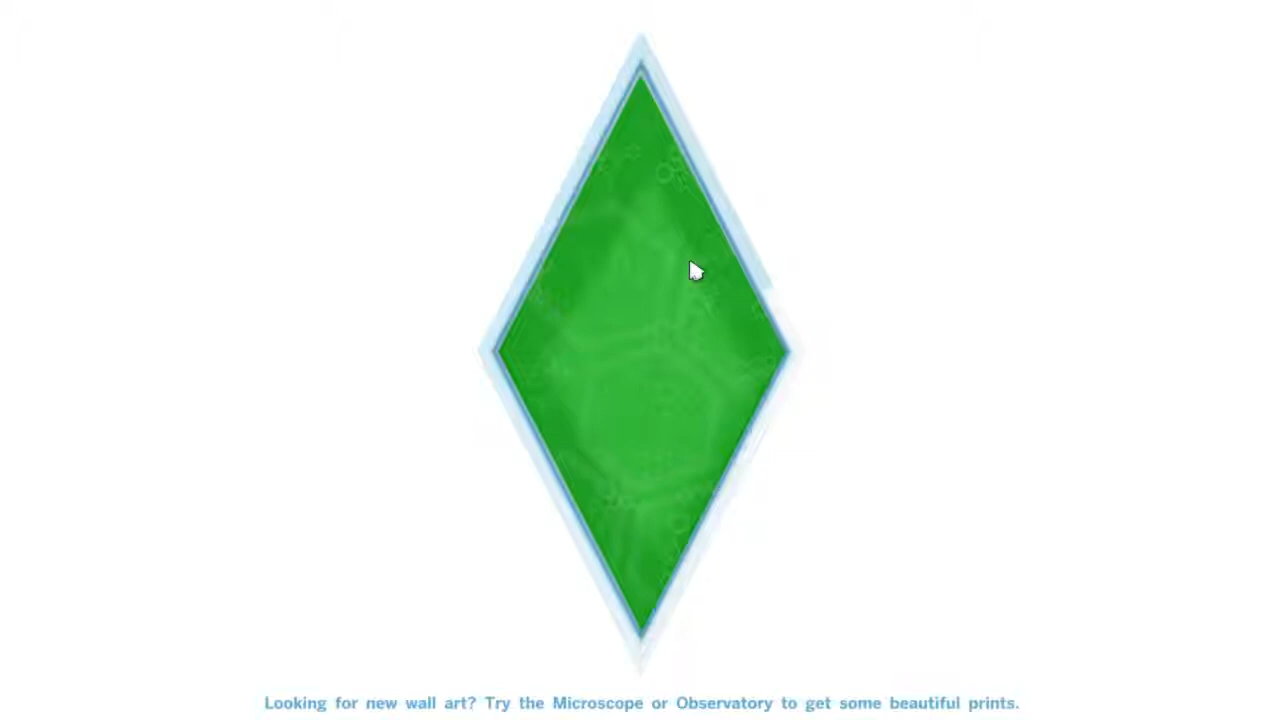 Looking for new wall art? Try the Microscope or Observatory to get some beautiful prints.